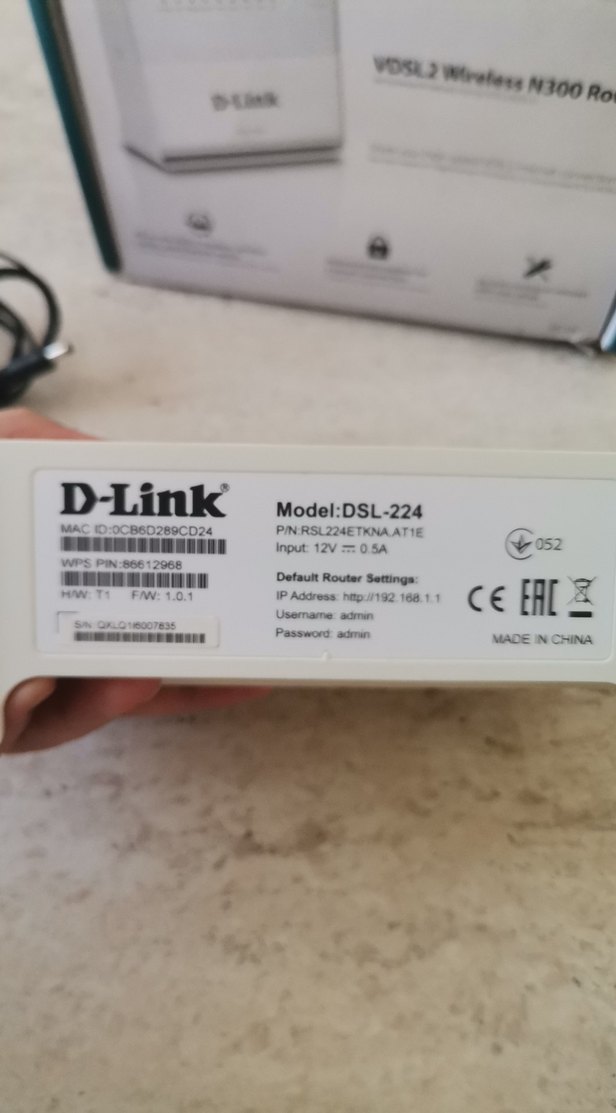 VDSL2 Wireless N300 Rou
D-Link
D-Link®
MAC ID:0CB6D289CD24
WPS PIN:86612968
H/W: T1 F/W: 1.0.1
S/N: QXLQ1I6007835
Model:DSL-224
P/N:RSL224ETKNA.AT1E
Input: 12V ⎓ 0.5A
Default Router Settings:
IP Address: http://192.168.1.1
Username: admin
Password: admin
052
CE EAC
MADE IN CHINA